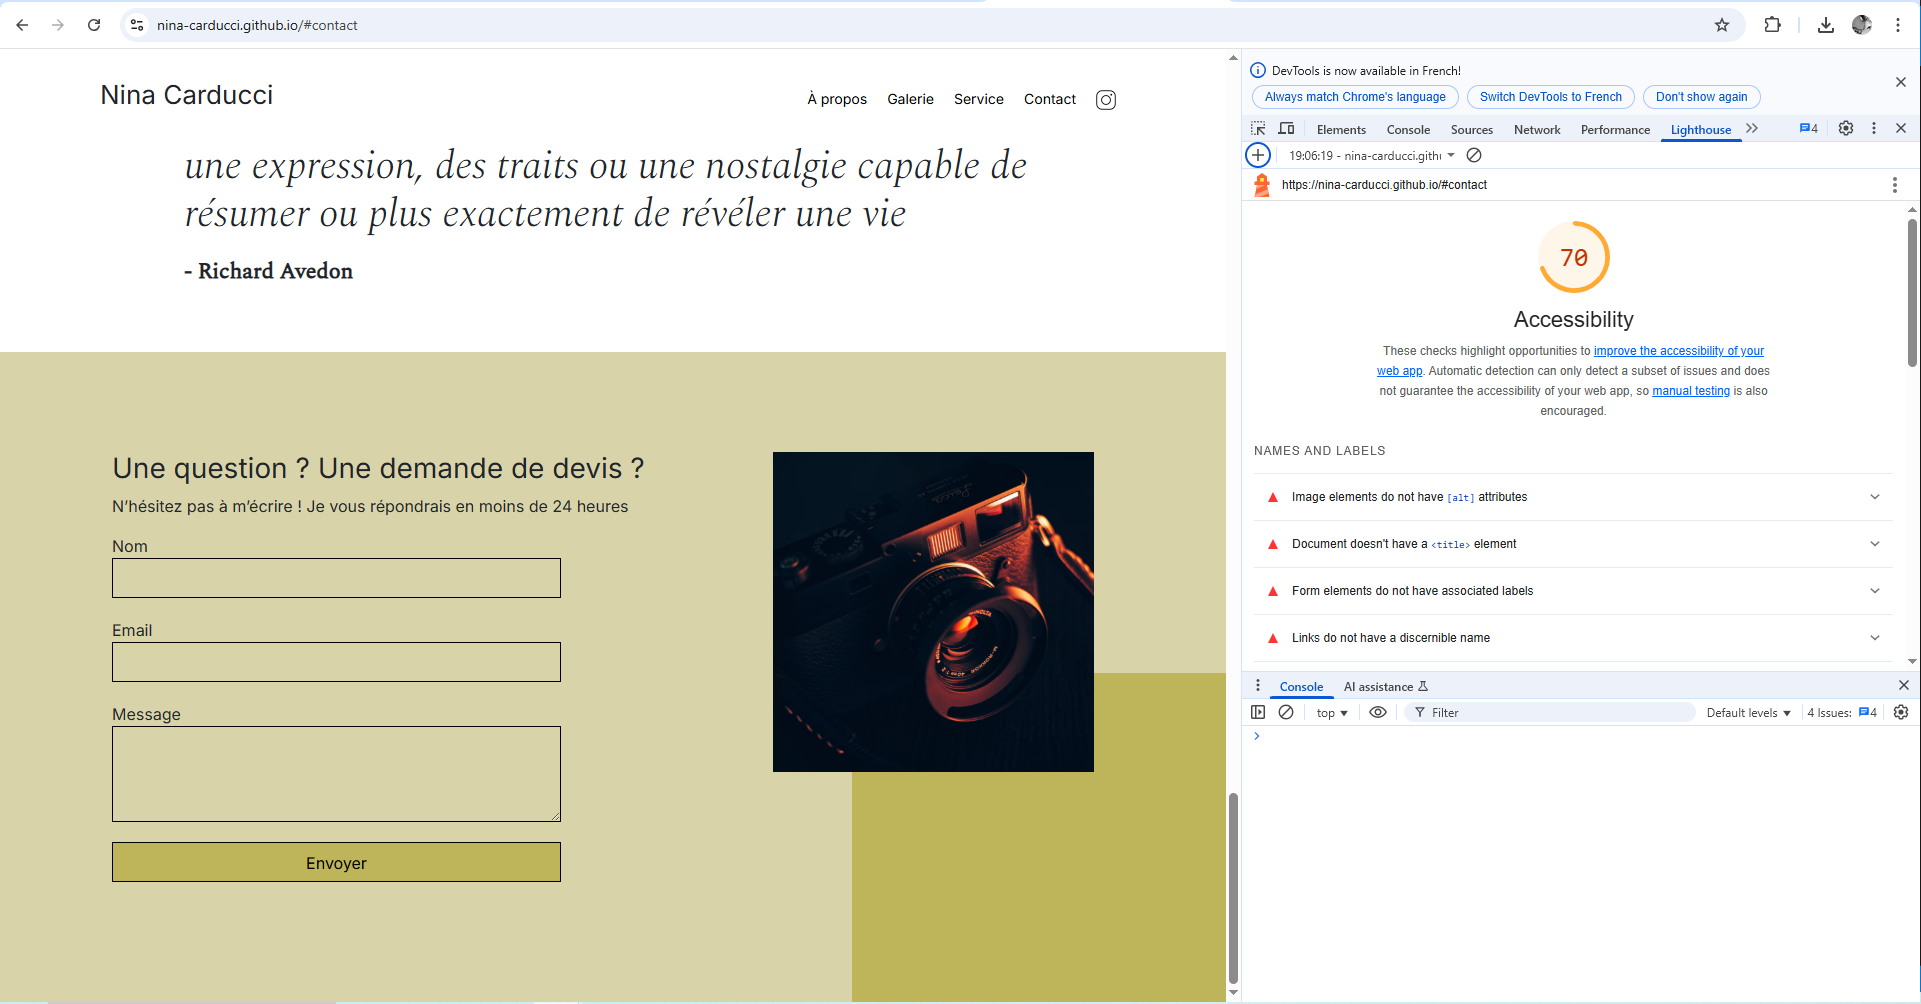 nina-carducci.github.io/#contact
Nina Carducci
À propos
Galerie
Service
Contact
une expression, des traits ou une nostalgie capable de
résumer ou plus exactement de révéler une vie
- Richard Avedon
Une question ? Une demande de devis ?
N’hésitez pas à m’écrire ! Je vous répondrais en moins de 24 heures
Nom
Email
Message
Envoyer
Leica
MINOLTA
DevTools is now available in French!
Always match Chrome's language
Switch DevTools to French
Don't show again
Elements
Console
Sources
Network
Performance
Lighthouse
4
19:06:19 - nina-carducci.githu
https://nina-carducci.github.io/#contact
70
Accessibility
These checks highlight opportunities to improve the accessibility of your
web app. Automatic detection can only detect a subset of issues and does
not guarantee the accessibility of your web app, so manual testing is also
encouraged.
NAMES AND LABELS
Image elements do not have [alt] attributes
Document doesn't have a <title> element
Form elements do not have associated labels
Links do not have a discernible name
Console
AI assistance
top
Filter
Default levels
4 Issues:
4